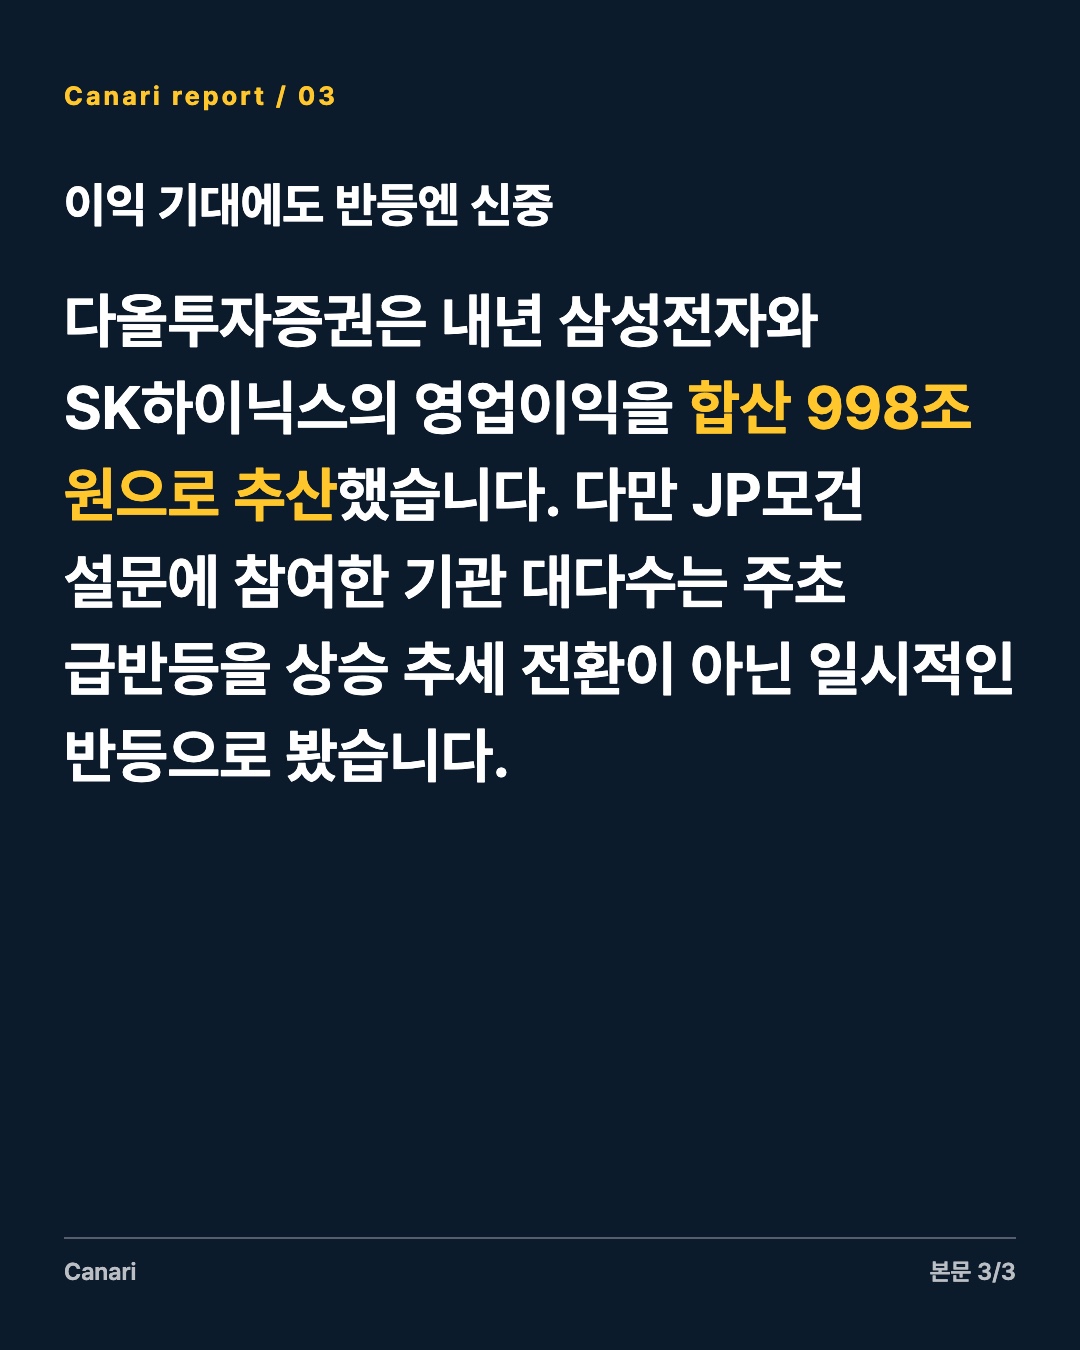 Canari report / 03
이익 기대에도 반등엔 신중
다올투자증권은 내년 삼성전자와
SK하이닉스의 영업이익을 합산 998조
원으로 추산했습니다. 다만 JP모건
설문에 참여한 기관 대다수는 주초
급반등을 상승 추세 전환이 아닌 일시적인
반등으로 봤습니다.
Canari
본문 3/3